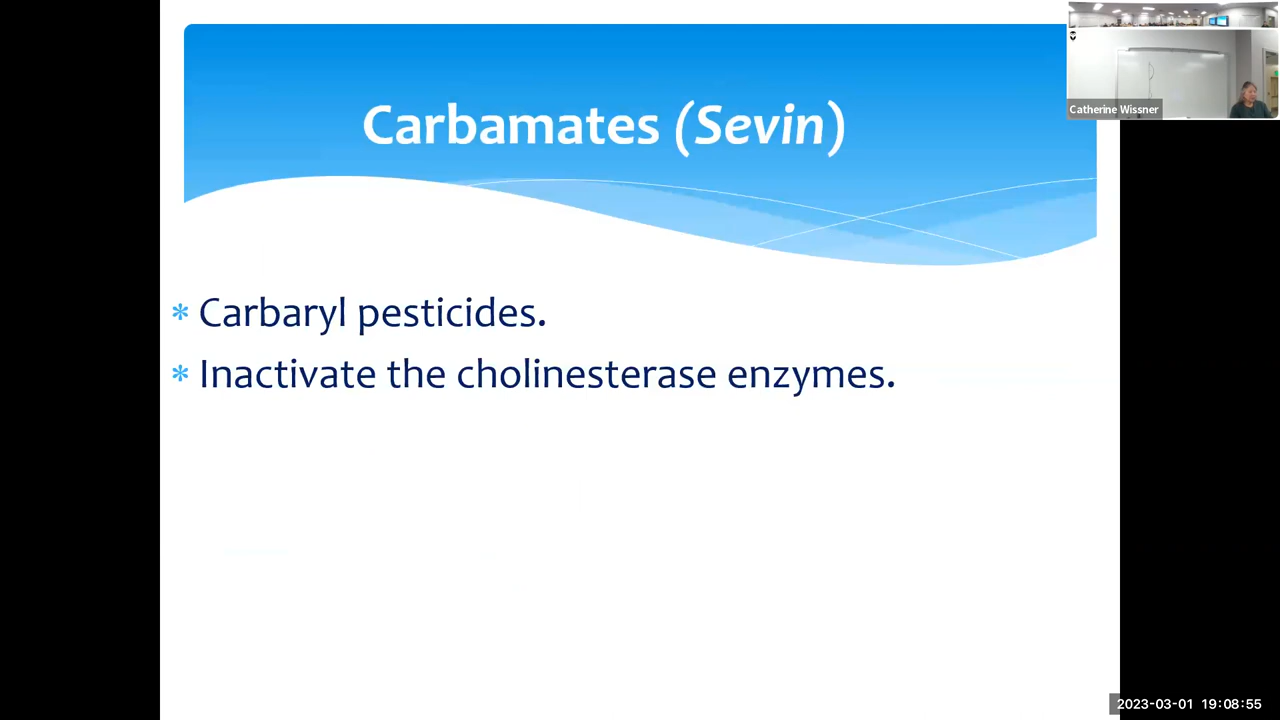 Carbamates (Sevin)
Catherine Wissner
* Carbaryl pesticides.
* Inactivate the cholinesterase enzymes.
2023-03-01 19:08:55